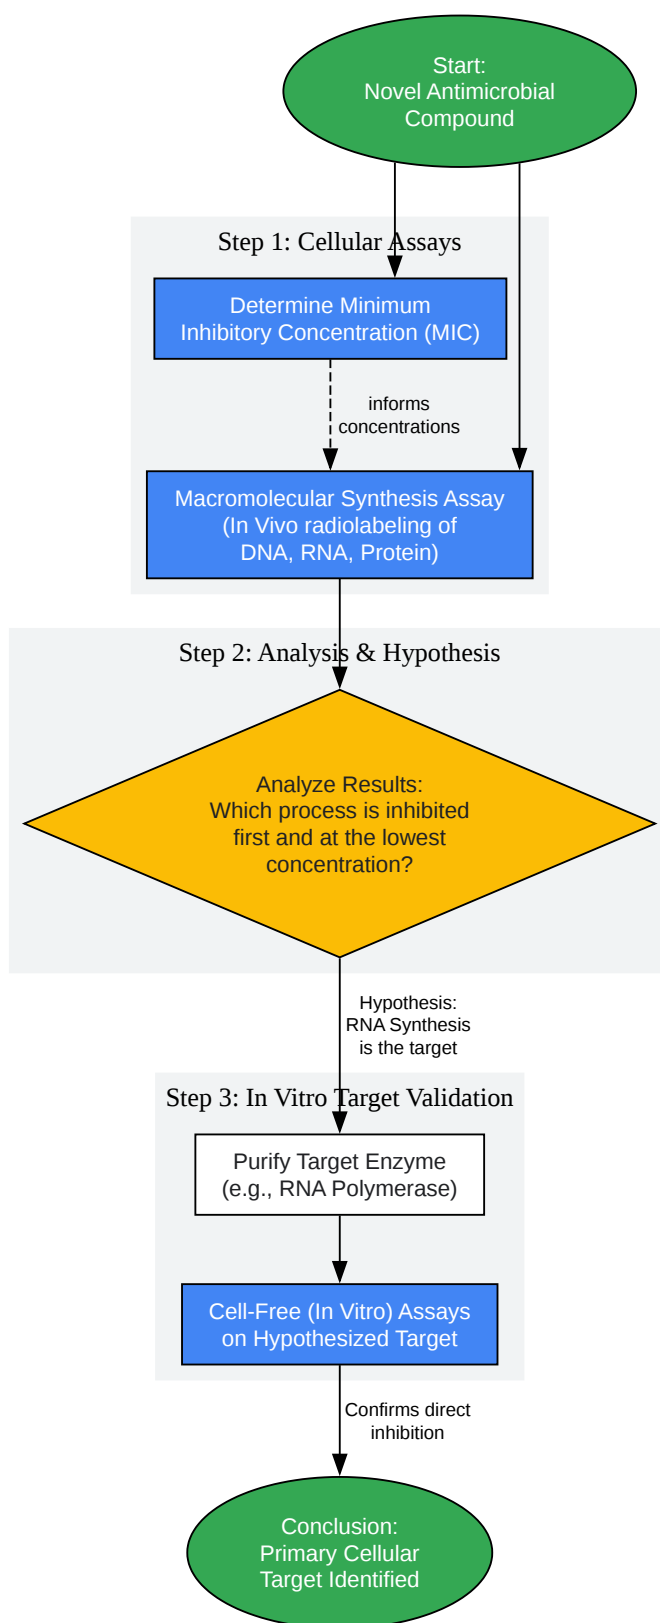 Start:
Novel Antimicrobial
Compound
Step 1: Cellular Assays
Determine Minimum
Inhibitory Concentration (MIC)
informs
concentrations
Macromolecular Synthesis Assay
(In Vivo radiolabeling of
DNA, RNA, Protein)
Step 2: Analysis & Hypothesis
Analyze Results:
Which process is inhibited
first and at the lowest
concentration?
Hypothesis:
RNA Synthesis
is the target
Step 3: In Vitro Target Validation
Purify Target Enzyme
(e.g., RNA Polymerase)
Cell-Free (In Vitro) Assays
on Hypothesized Target
Confirms direct
inhibition
Conclusion:
Primary Cellular
Target Identified